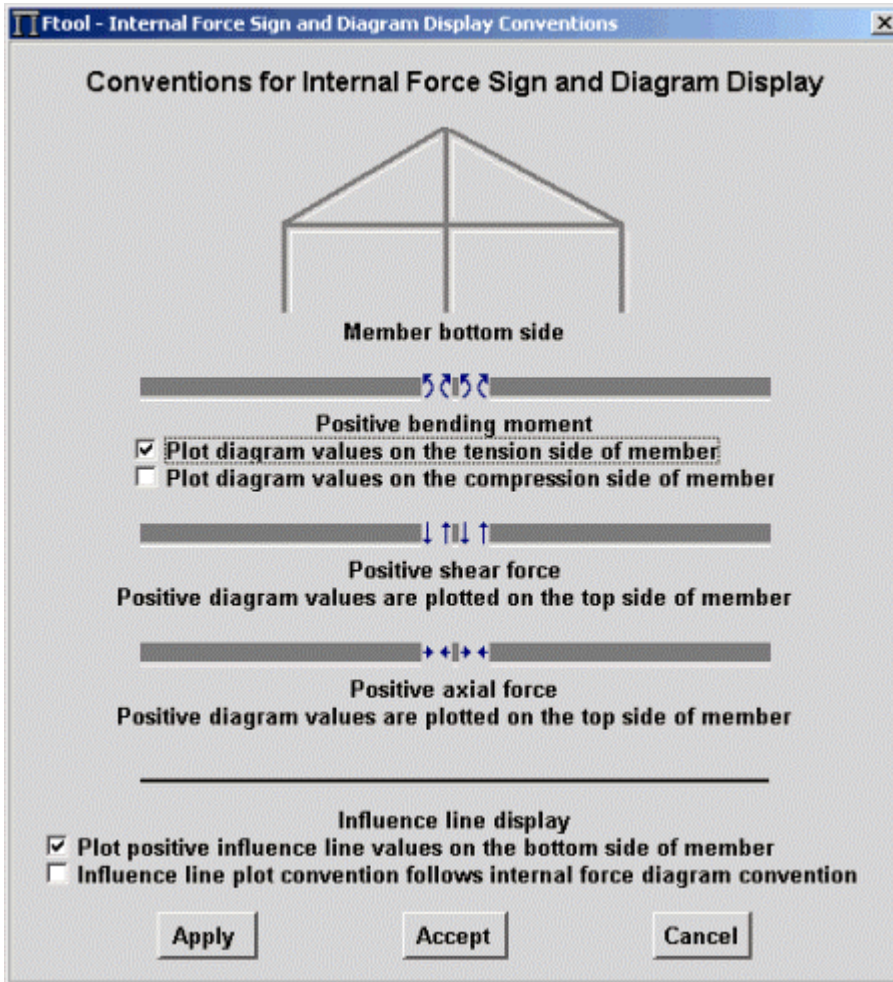 Ftool - Internal Force Sign and Diagram Display Conventions
Conventions for Internal Force Sign and Diagram Display
Member bottom side
Positive bending moment
Plot diagram values on the tension side of member
Plot diagram values on the compression side of member
Positive shear force
Positive diagram values are plotted on the top side of member
Positive axial force
Positive diagram values are plotted on the top side of member
Influence line display
Plot positive influence line values on the bottom side of member
Influence line plot convention follows internal force diagram convention
Apply Accept Cancel